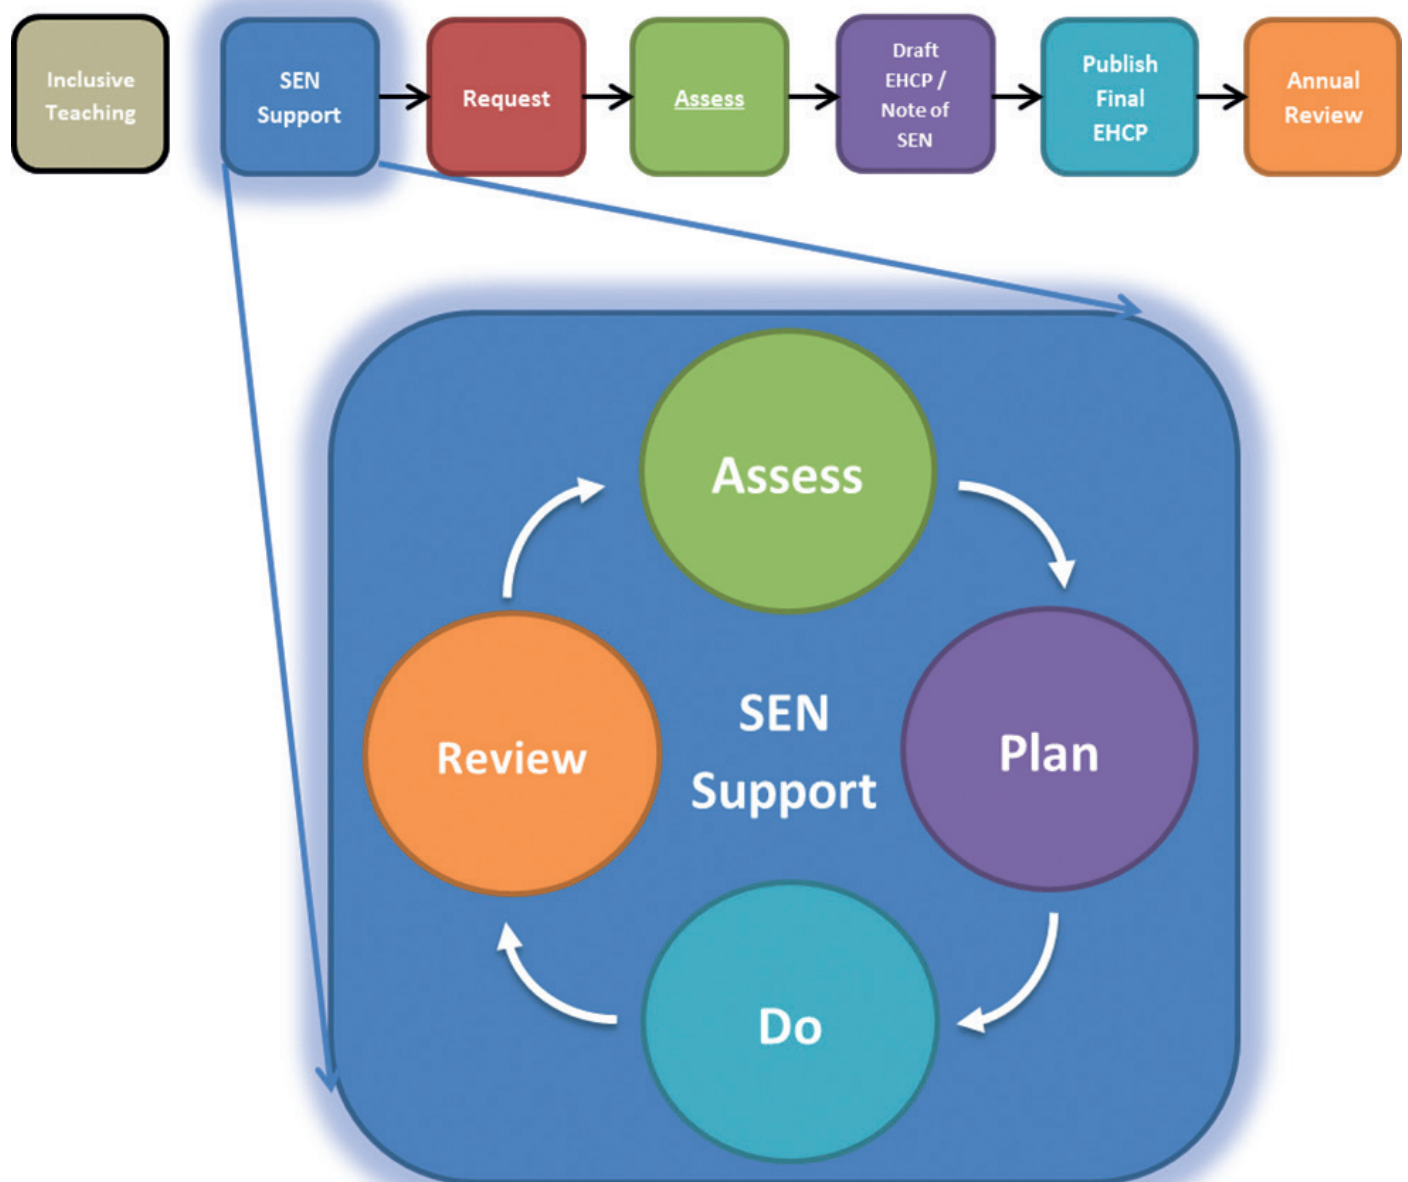 Inclusive
Teaching
SEN
Support
Request
Assess
Draft
EHCP /
Note of
SEN
Publish
Final
EHCP
Annual
Review
Assess
Plan
Do
Review
SEN
Support